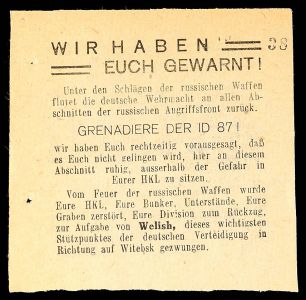 WIR HABEN
38
EUCH GEWARNT!
Unter den Schlägen der russischen Waffen
flutet die deutsche Wehrmacht an allen Ab-
schnitten der russischen Angriffsfront zurück.
GRENADIERE DER ID 87!
wir haben Euch rechtzeitig vorausgesagt, daß
es Euch nicht gelingen wird, hier an diesem
Abschnitt ruhig, ausserhalb der Gefahr in
Eurer HKL zu sitzen.
Vom Feuer der russischen Waffen wurde
Eure HKL, Eure Bunker, Unterstände, Eure
Graben zerstört, Eure Division zum Rückzug,
zur Aufgabe von Welish, dieses wichtigsten
Stützpunktes der deutschen Verteidigung in
Richtung auf Witebsk gezwungen.